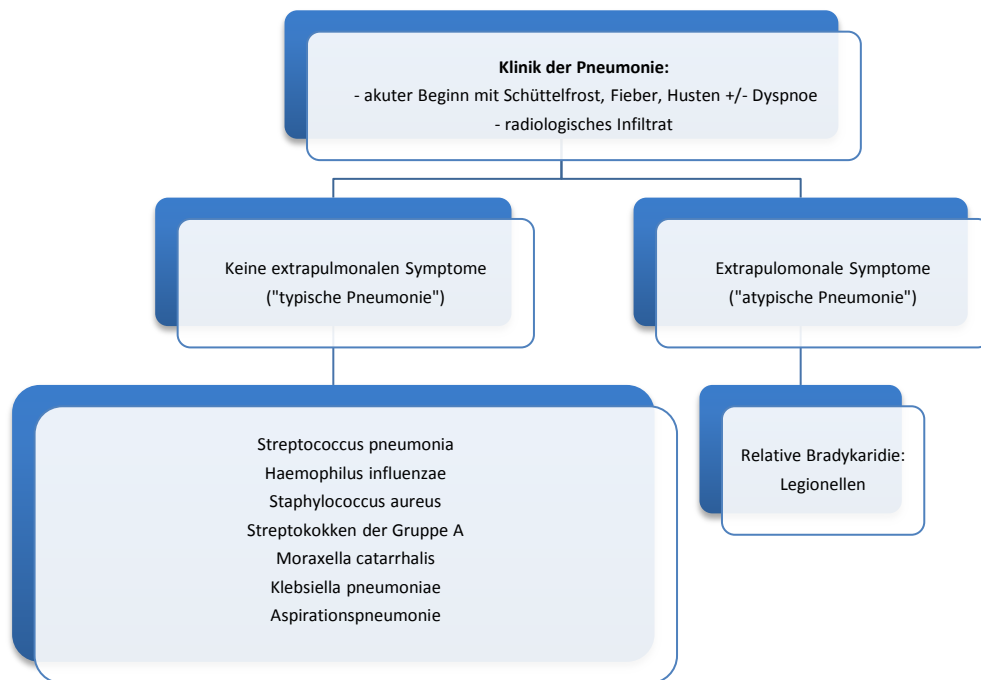 Klinik der Pneumonie:
- akuter Beginn mit Schüttelfrost, Fieber, Husten +/- Dyspnoe
- radiologisches Infiltrat
Keine extrapulmonalen Symptome
("typische Pneumonie")
Extrapulomonale Symptome
("atypische Pneumonie")
Streptococcus pneumonia
Haemophilus influenzae
Staphylococcus aureus
Streptokokken der Gruppe A
Moraxella catarrhalis
Klebsiella pneumoniae
Aspirationspneumonie
Relative Bradykaridie:
Legionellen